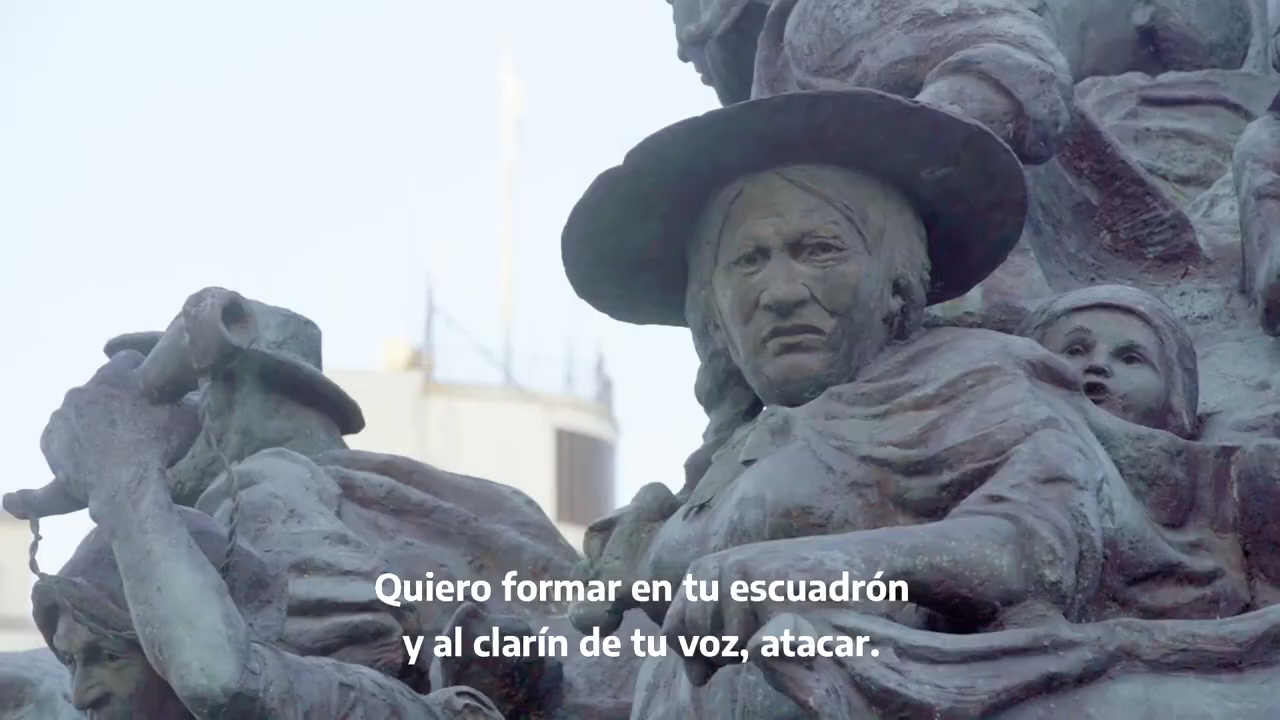 Quiero formar en tu escuadrón
y al clarín de tu voz, atacar.